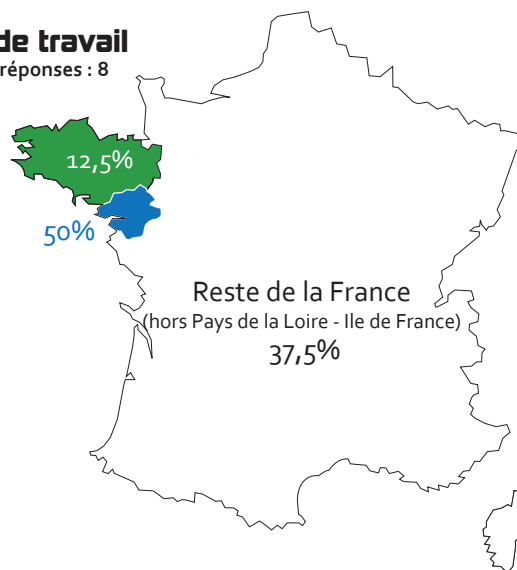 de travail
réponses : 8
12,5%
50%
Reste de la France
(hors Pays de la Loire - Ile de France)
37,5%